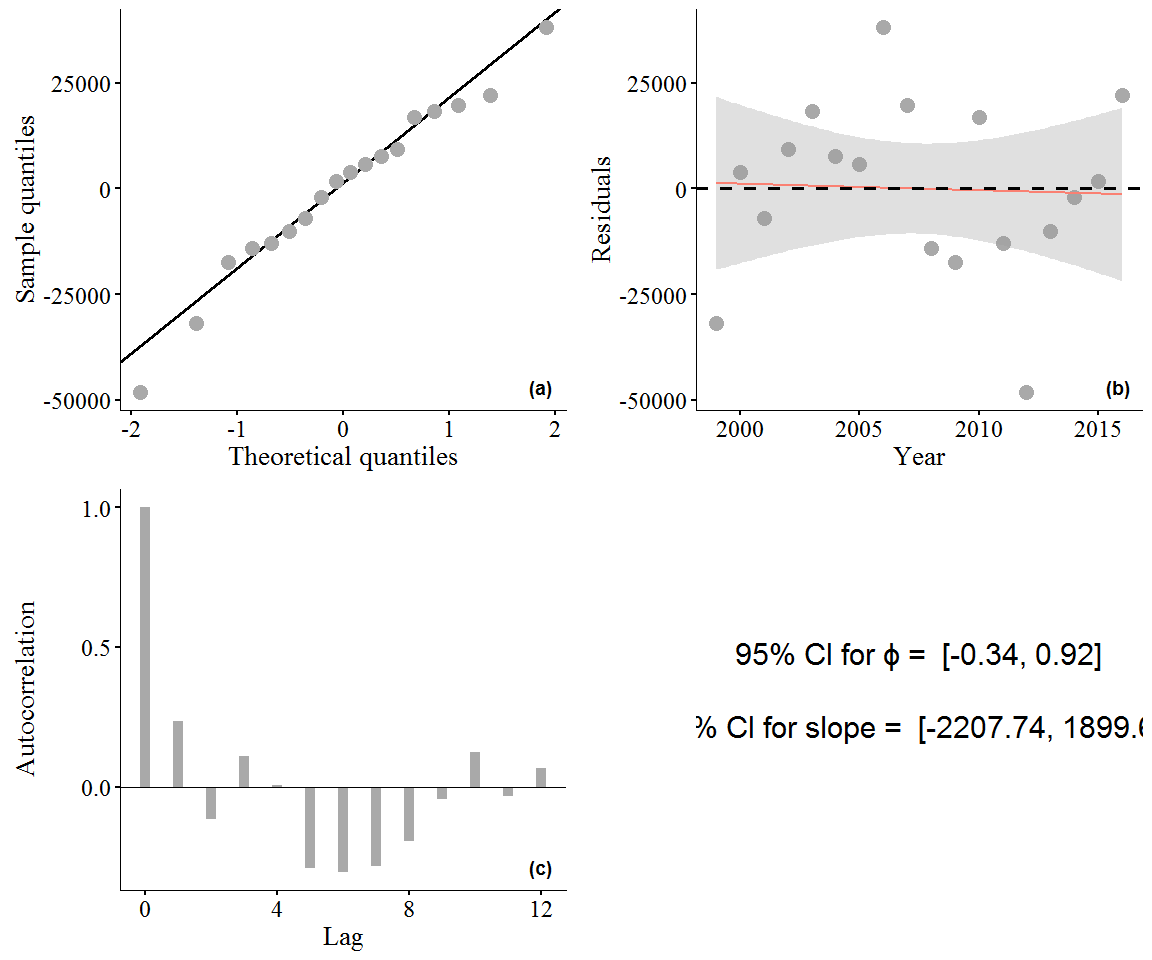 25000
0
-25000
-50000
Sample quantiles
-2 -1 0 1 2
Theoretical quantiles
(a)
25000
0
-25000
-50000
Residuals
2000 2005 2010 2015
Year
(b)
1.0
0.5
0.0
Autocorrelation
0 4 8 12
Lag
(c)
95% CI for ϕ = [-0.34, 0.92]
% CI for slope = [-2207.74, 1899.6